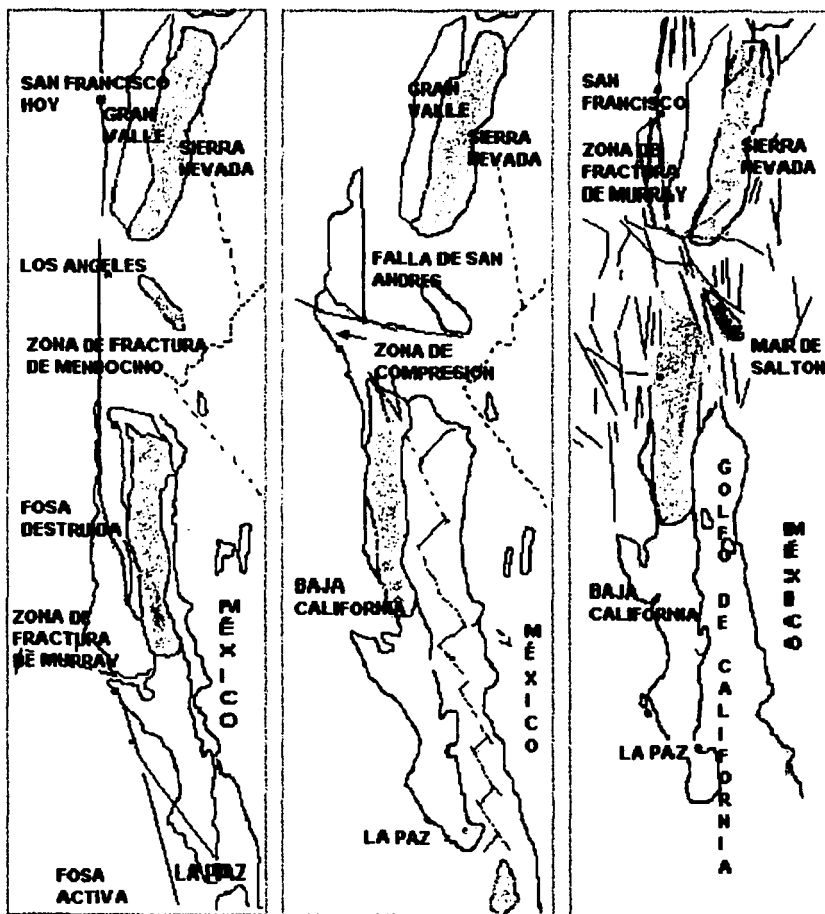 SAN FRANCISCO
HOY
GRAN
VALLE
SIERRA
NEVADA
LOS ANGELES
ZONA DE FRACTURA
DE MENDOCINO
FOSA
DESTRUIDA
ZONA DE
FRACTURA
DE MURRAY
MÉXICO
FOSA
ACTIVA
LA PAZ
GRAN
VALLE
SIERRA
NEVADA
FALLA DE SAN
ANDRES
ZONA DE
COMPRESION
BAJA
CALIFORNIA
MÉXICO
LA PAZ
SAN
FRANCISCO
ZONA DE
FRACTURA
DE MURRAY
SIERRA
NEVADA
MAR DE
SALTON
GOLFO DE CALIFORNIA
MÉXICO
BAJA
CALIFORNIA
LA PAZ